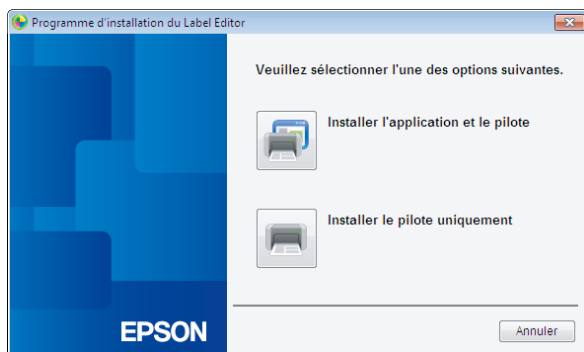 Programme d'installation du Label Editor
Veuillez sélectionner l'une des options suivantes.
Installer l'application et le pilote
Installer le pilote uniquement
EPSON
Annuler